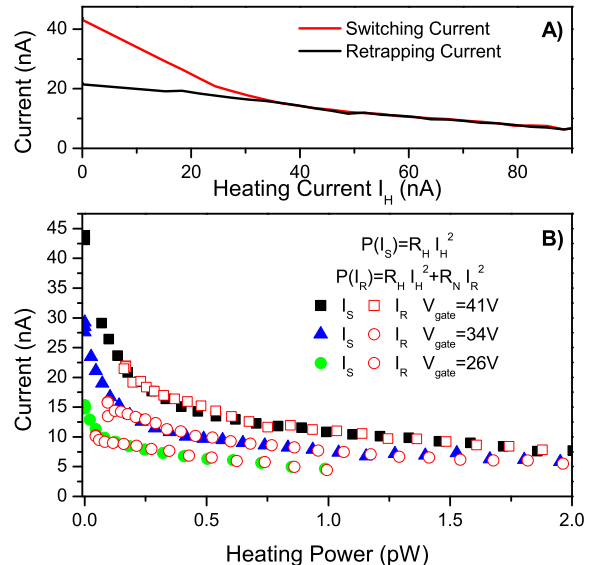 A)
Switching Current
Retrapping Current
Current (nA)
60
40
20
0
0 20 40 60 80
Heating Current I_H (nA)
B)
P(I_S)=R_H I_H^2
P(I_R)=R_H I_H^2+R_N I_R^2
I_S I_R V_gate=41V
I_S I_R V_gate=34V
I_S I_R V_gate=26V
Current (nA)
45
40
35
30
25
20
15
10
5
0
0.0 0.5 1.0 1.5 2.0
Heating Power (pW)